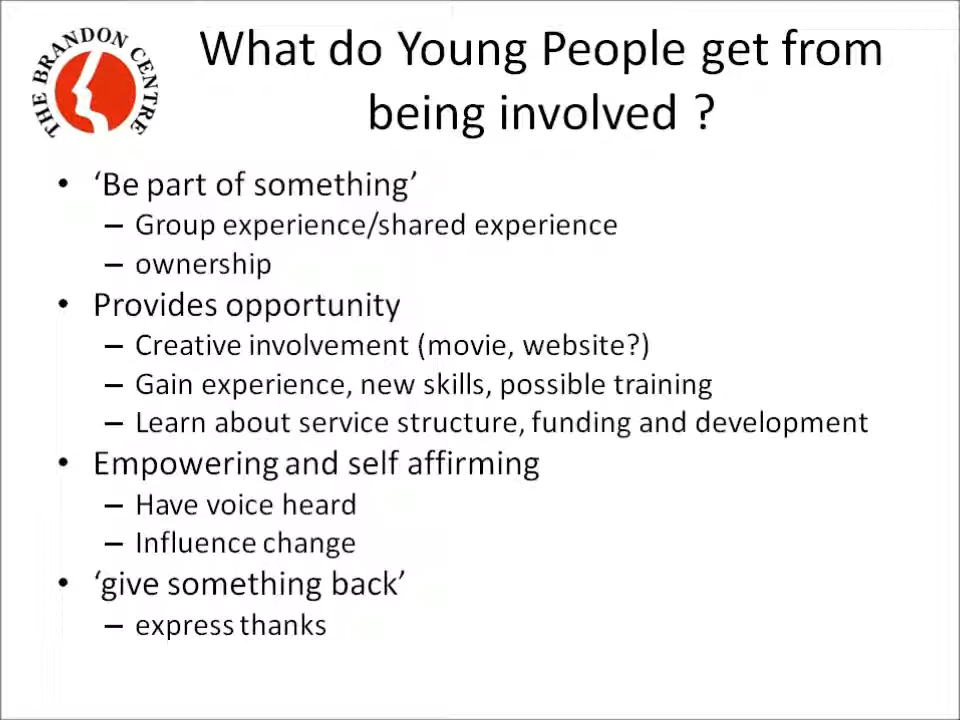 THE BRANDON CENTRE
What do Young People get from
being involved ?
• ‘Be part of something’
– Group experience/shared experience
– ownership
• Provides opportunity
– Creative involvement (movie, website?)
– Gain experience, new skills, possible training
– Learn about service structure, funding and development
• Empowering and self affirming
– Have voice heard
– Influence change
• ‘give something back’
– express thanks